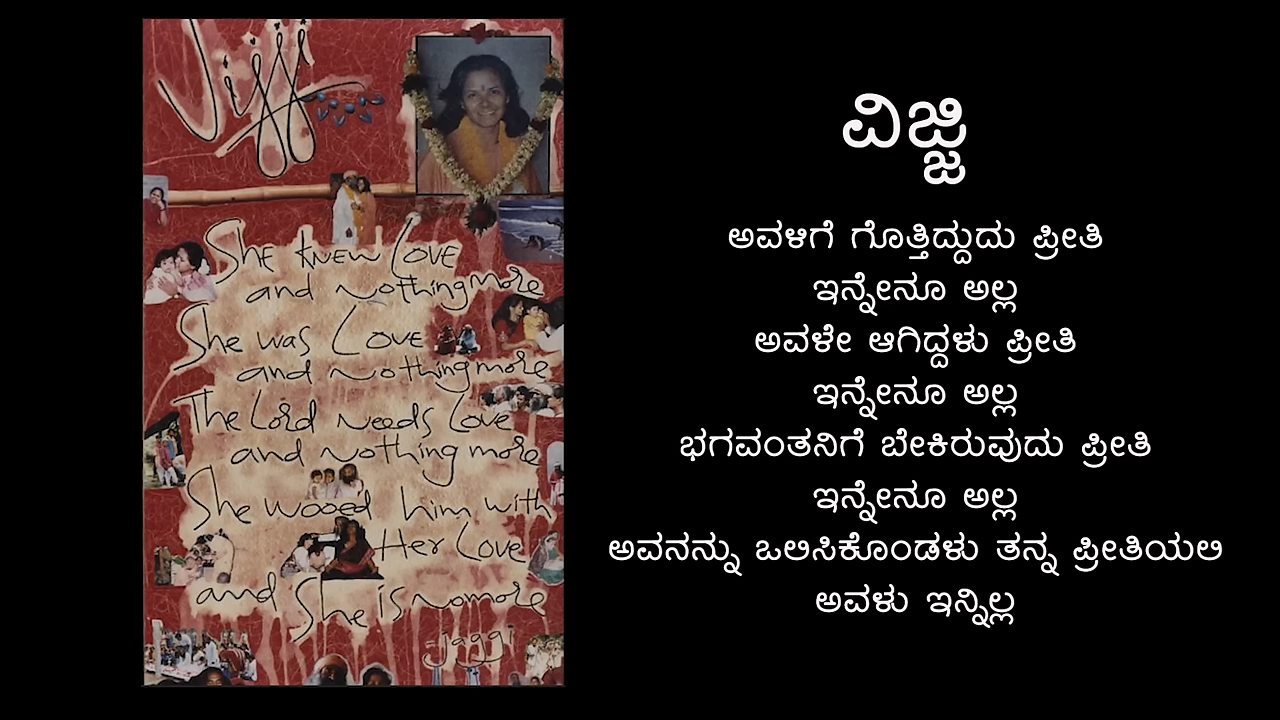 Vijji
She knew Love
and nothing more
She was Love
and nothing more
The Lord needs Love
and nothing more
She wooed him with
Her Love
and She is no more
Jaggi
ವಿಜ್ಜಿ
ಅವಳಿಗೆ ಗೊತ್ತಿದ್ದುದು ಪ್ರೀತಿ
ಇನ್ನೇನೂ ಅಲ್ಲ
ಅವಳೇ ಆಗಿದ್ದಳು ಪ್ರೀತಿ
ಇನ್ನೇನೂ ಅಲ್ಲ
ಭಗವಂತನಿಗೆ ಬೇಕಿರುವುದು ಪ್ರೀತಿ
ಇನ್ನೇನೂ ಅಲ್ಲ
ಅವನನ್ನು ಒಲಿಸಿಕೊಂಡಳು ತನ್ನ ಪ್ರೀತಿಯಲಿ
ಅವಳು ಇನ್ನಿಲ್ಲ